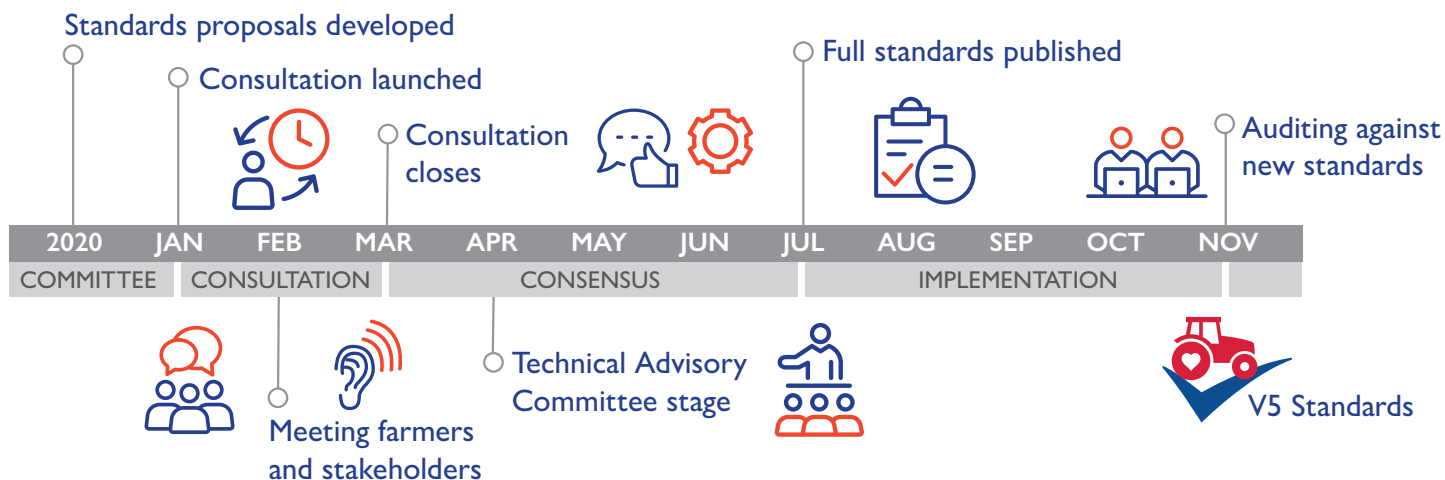 Standards proposals developed
Consultation launched
Full standards published
Consultation
closes
Auditing against
new standards
2020 JAN FEB MAR APR MAY JUN JUL AUG SEP OCT NOV
COMMITTEE CONSULTATION CONSENSUS IMPLEMENTATION
Technical Advisory
Committee stage
Meeting farmers
and stakeholders
V5 Standards